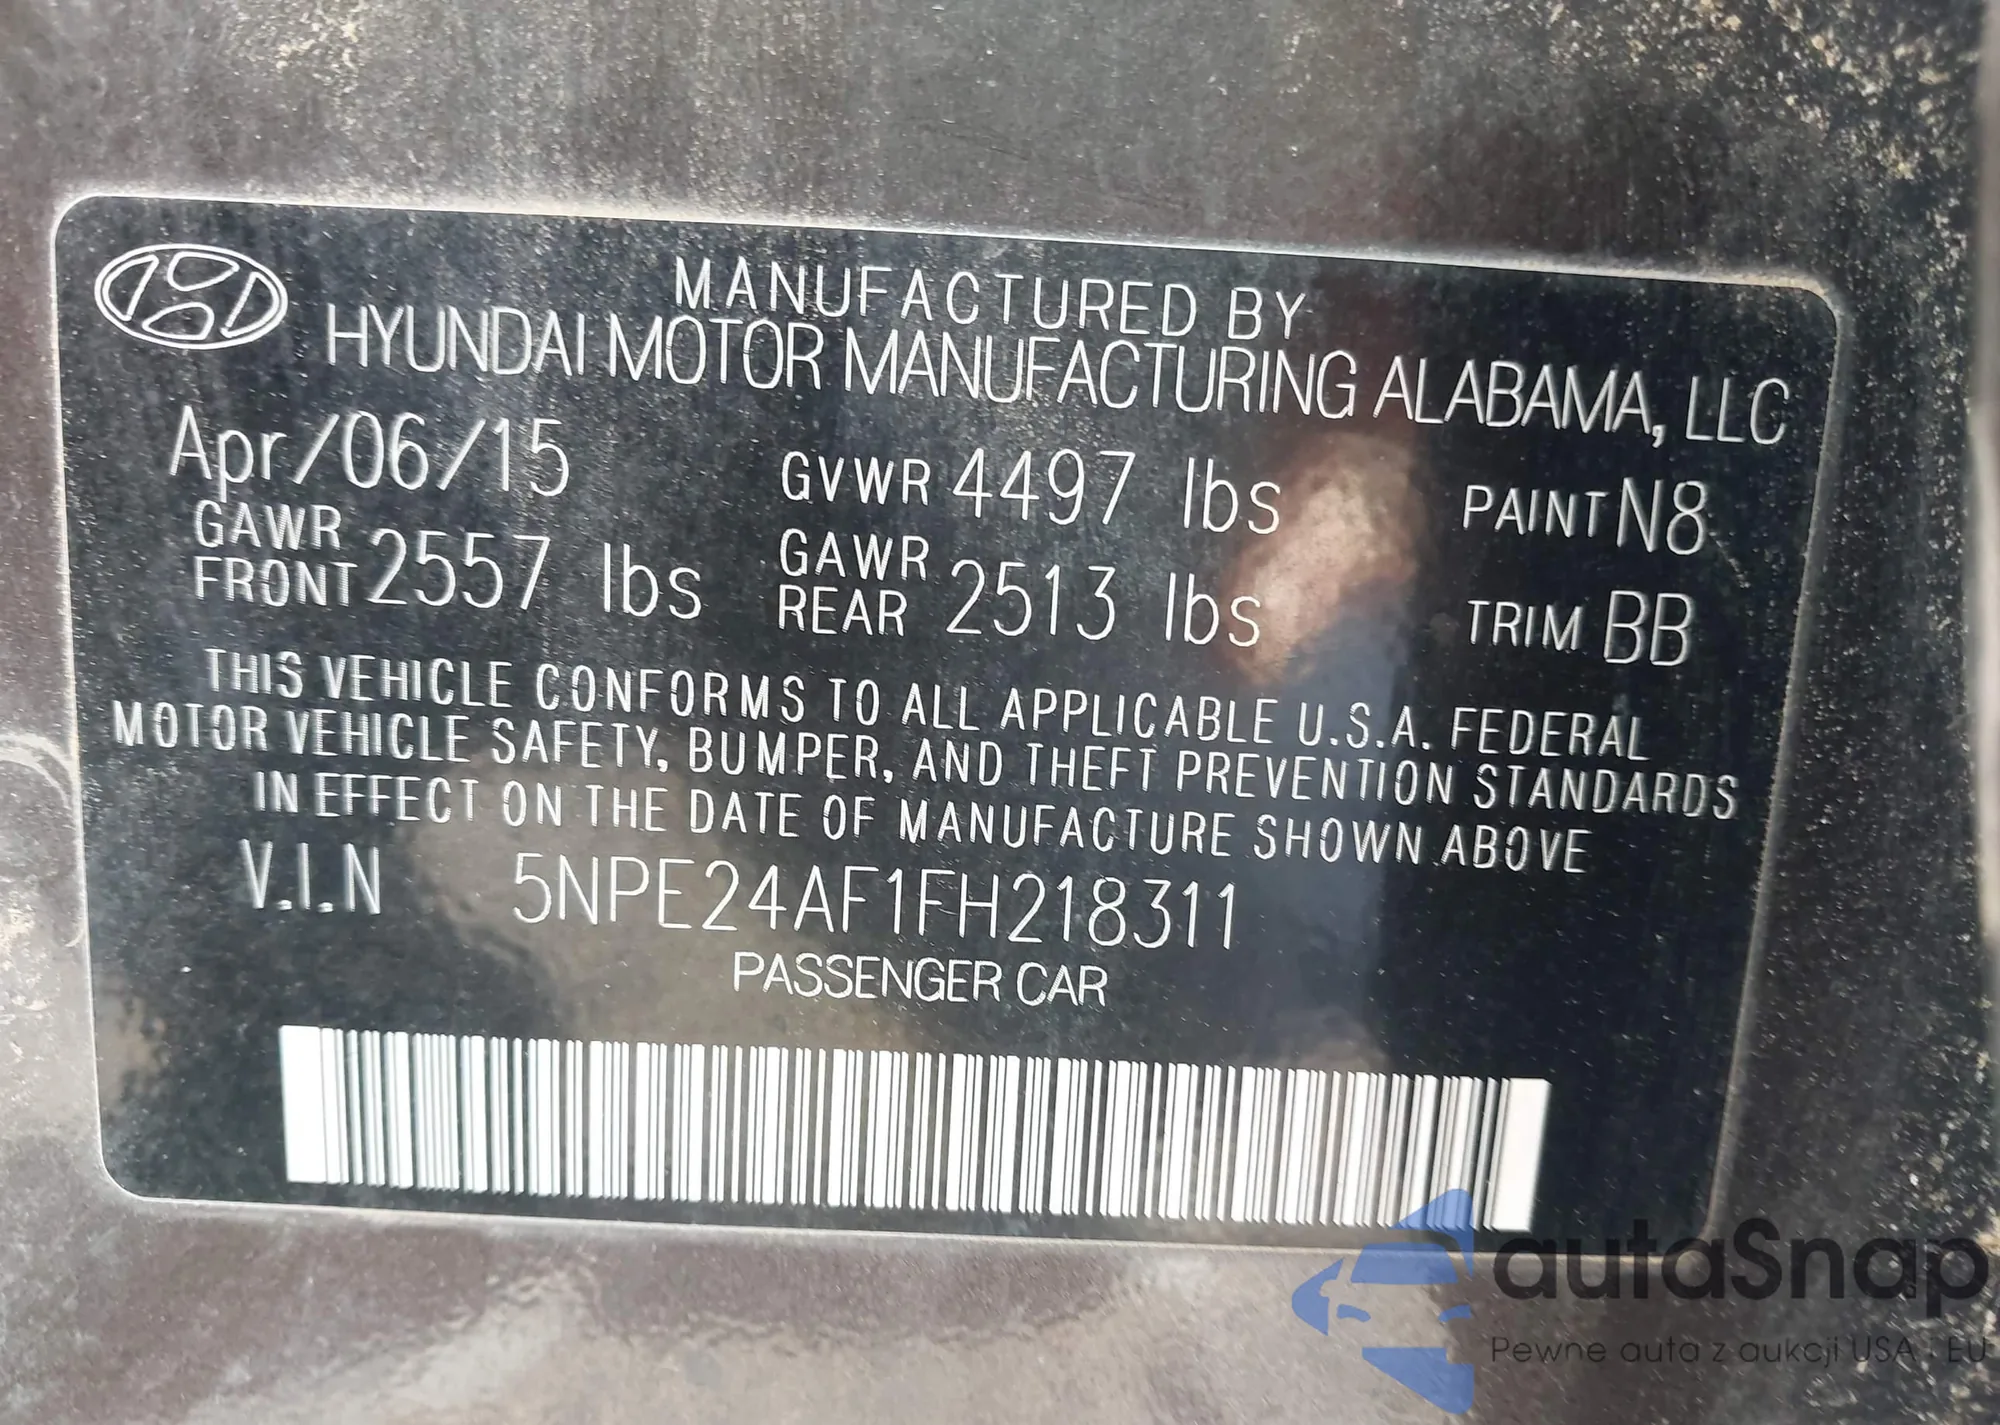 MANUFACTURED BY
HYUNDAI MOTOR MANUFACTURING ALABAMA, LLC
Apr/06/15 GVWR 4497 lbs PAINT N8
GAWR FRONT 2557 lbs GAWR REAR 2513 lbs TRIM BB
THIS VEHICLE CONFORMS TO ALL APPLICABLE U.S.A. FEDERAL
MOTOR VEHICLE SAFETY, BUMPER, AND THEFT PREVENTION STANDARDS
IN EFFECT ON THE DATE OF MANUFACTURE SHOWN ABOVE
V.I.N 5NPE24AF1FH218311
PASSENGER CAR
autaSnap
Pewne auta z aukcji USA i EU